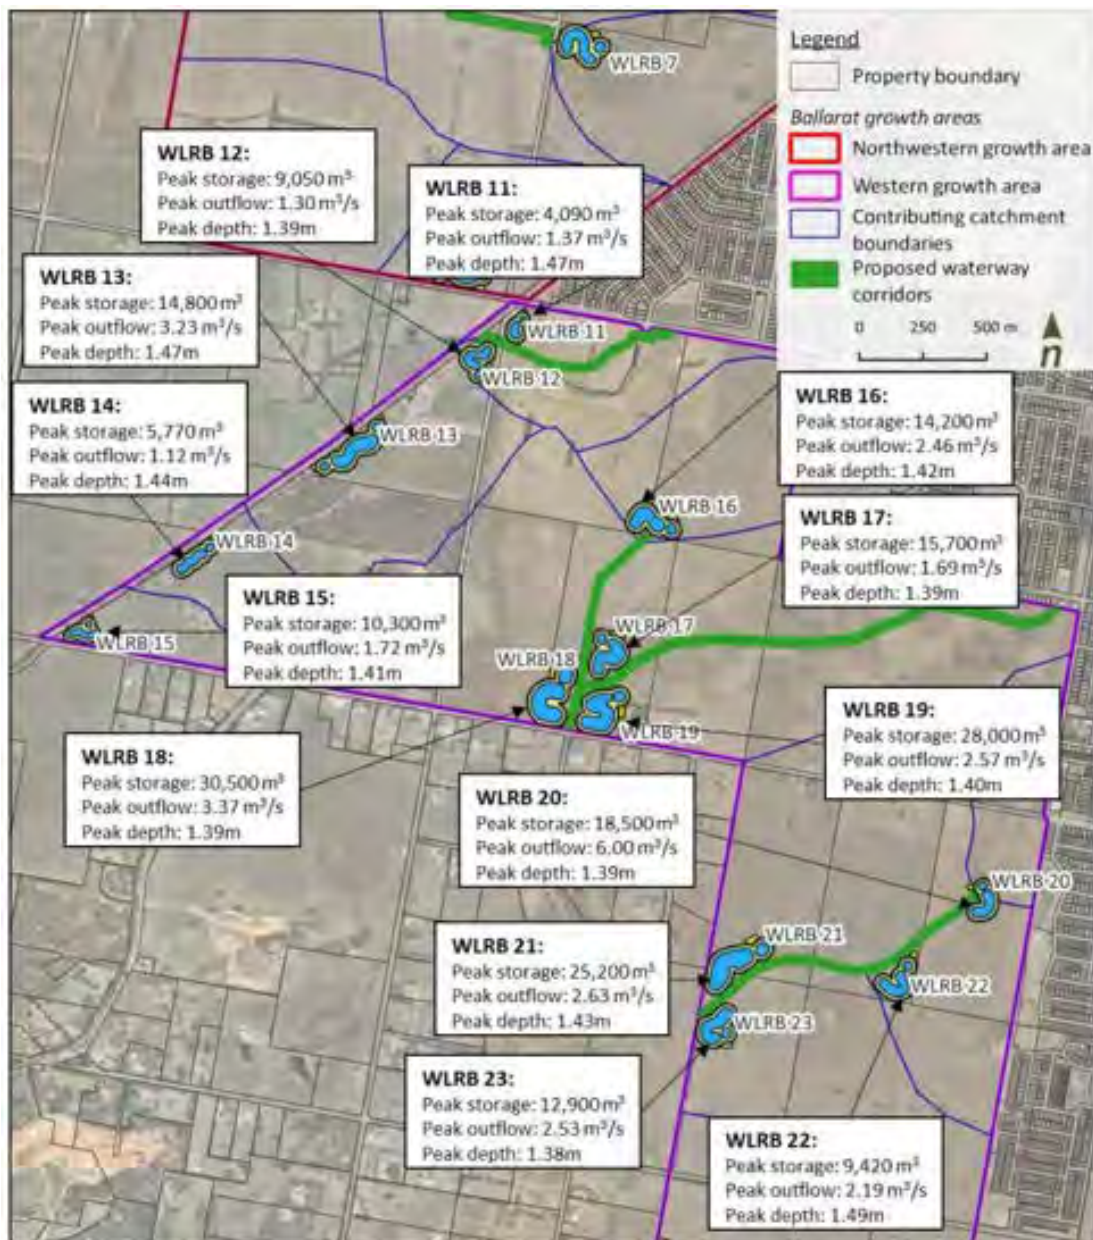 WLRB 7
Legend
Property boundary
Ballarat growth areas
Northwestern growth area
Western growth area
Contributing catchment
boundaries
Proposed waterway
corridors
0 250 500 m
n
WLRB 12:
Peak storage: 9,050 m³
Peak outflow: 1.30 m³/s
Peak depth: 1.39m
WLRB 11:
Peak storage: 4,090 m³
Peak outflow: 1.37 m³/s
Peak depth: 1.47m
WLRB 13:
Peak storage: 14,800 m³
Peak outflow: 3.23 m³/s
Peak depth: 1.47m
WLRB 11
WLRB 12
WLRB 14:
Peak storage: 5,770 m³
Peak outflow: 1.12 m³/s
Peak depth: 1.44m
WLRB 13
WLRB 16:
Peak storage: 14,200 m³
Peak outflow: 2.46 m³/s
Peak depth: 1.42m
WLRB 16
WLRB 17:
Peak storage: 15,700 m³
Peak outflow: 1.69 m³/s
Peak depth: 1.39m
WLRB 14
WLRB 15:
Peak storage: 10,300 m³
Peak outflow: 1.72 m³/s
Peak depth: 1.41m
WLRB 15
WLRB 17
WLRB 18
WLRB 19
WLRB 19:
Peak storage: 28,000 m³
Peak outflow: 2.57 m³/s
Peak depth: 1.40m
WLRB 18:
Peak storage: 30,500 m³
Peak outflow: 3.37 m³/s
Peak depth: 1.39m
WLRB 20:
Peak storage: 18,500 m³
Peak outflow: 6.00 m³/s
Peak depth: 1.39m
WLRB 20
WLRB 21:
Peak storage: 25,200 m³
Peak outflow: 2.63 m³/s
Peak depth: 1.43m
WLRB 21
WLRB 22
WLRB 23
WLRB 23:
Peak storage: 12,900 m³
Peak outflow: 2.53 m³/s
Peak depth: 1.38m
WLRB 22:
Peak storage: 9,420 m³
Peak outflow: 2.19 m³/s
Peak depth: 1.49m